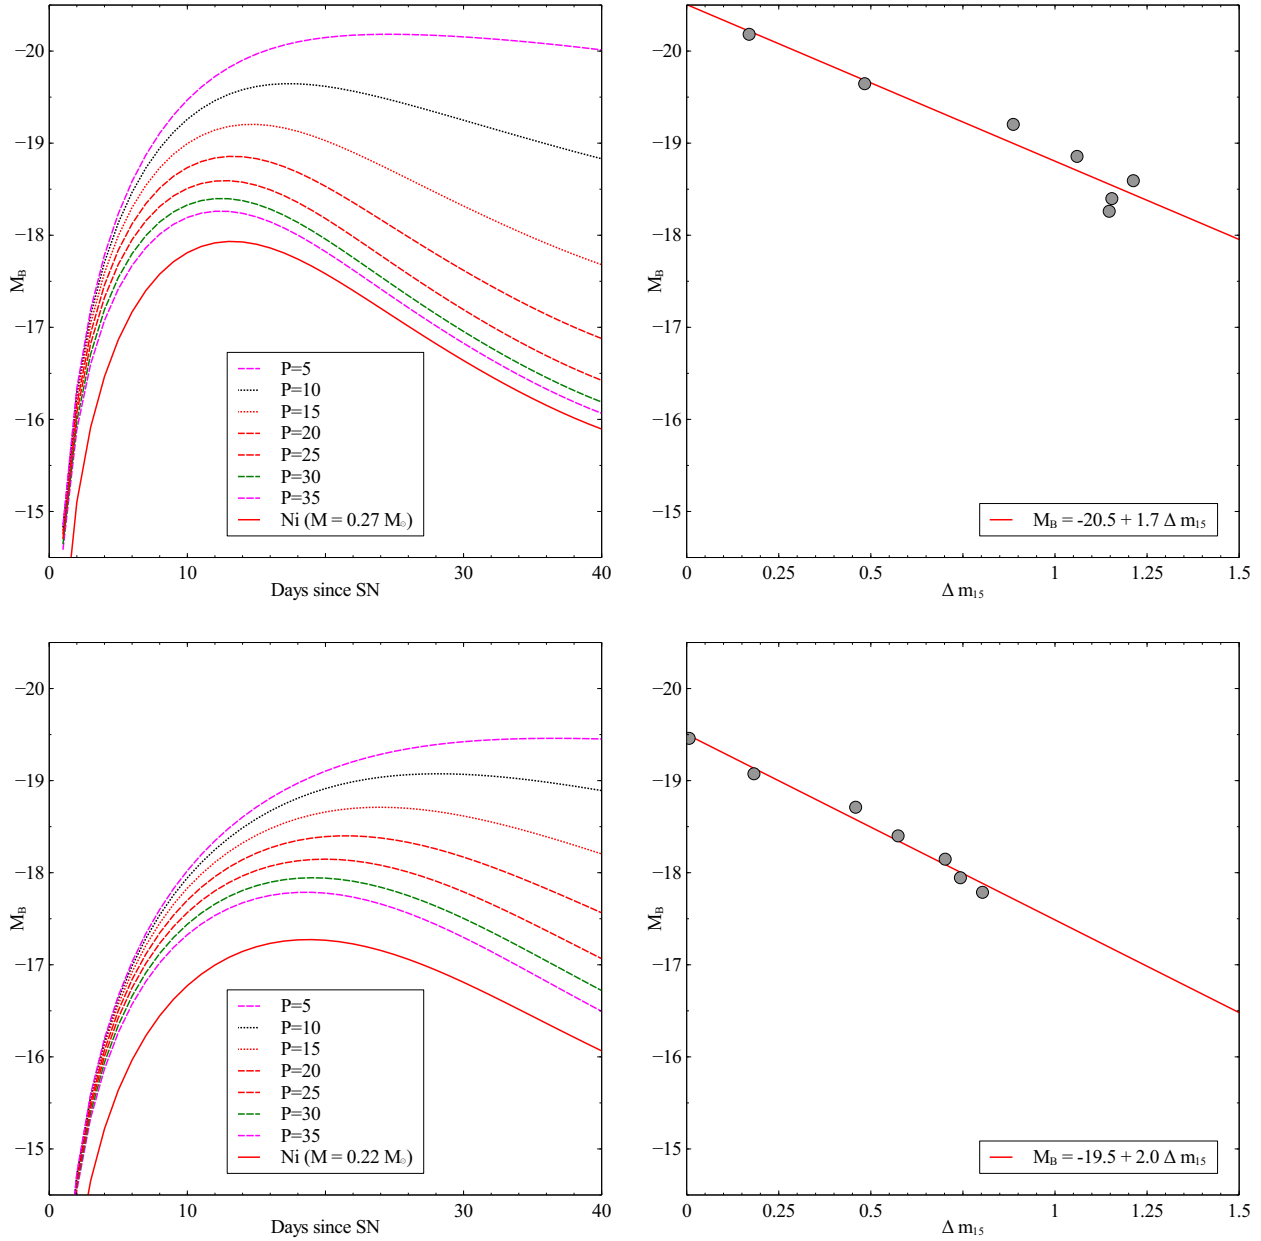 −20
−19
−18
−17
−16
−15
M_B
0
10
30
40
Days since SN
P=5
P=10
P=15
P=20
P=25
P=30
P=35
Ni (M = 0.27 M☉)
−20
−19
−18
−17
−16
−15
M_B
0
0.25
0.5
1
1.25
1.5
Δ m₁₅
M_B = -20.5 + 1.7 Δ m₁₅
−20
−19
−18
−17
−16
−15
M_B
0
10
30
40
Days since SN
P=5
P=10
P=15
P=20
P=25
P=30
P=35
Ni (M = 0.22 M☉)
−20
−19
−18
−17
−16
−15
M_B
0
0.25
0.5
0.75
1
1.25
1.5
Δ m₁₅
M_B = -19.5 + 2.0 Δ m₁₅